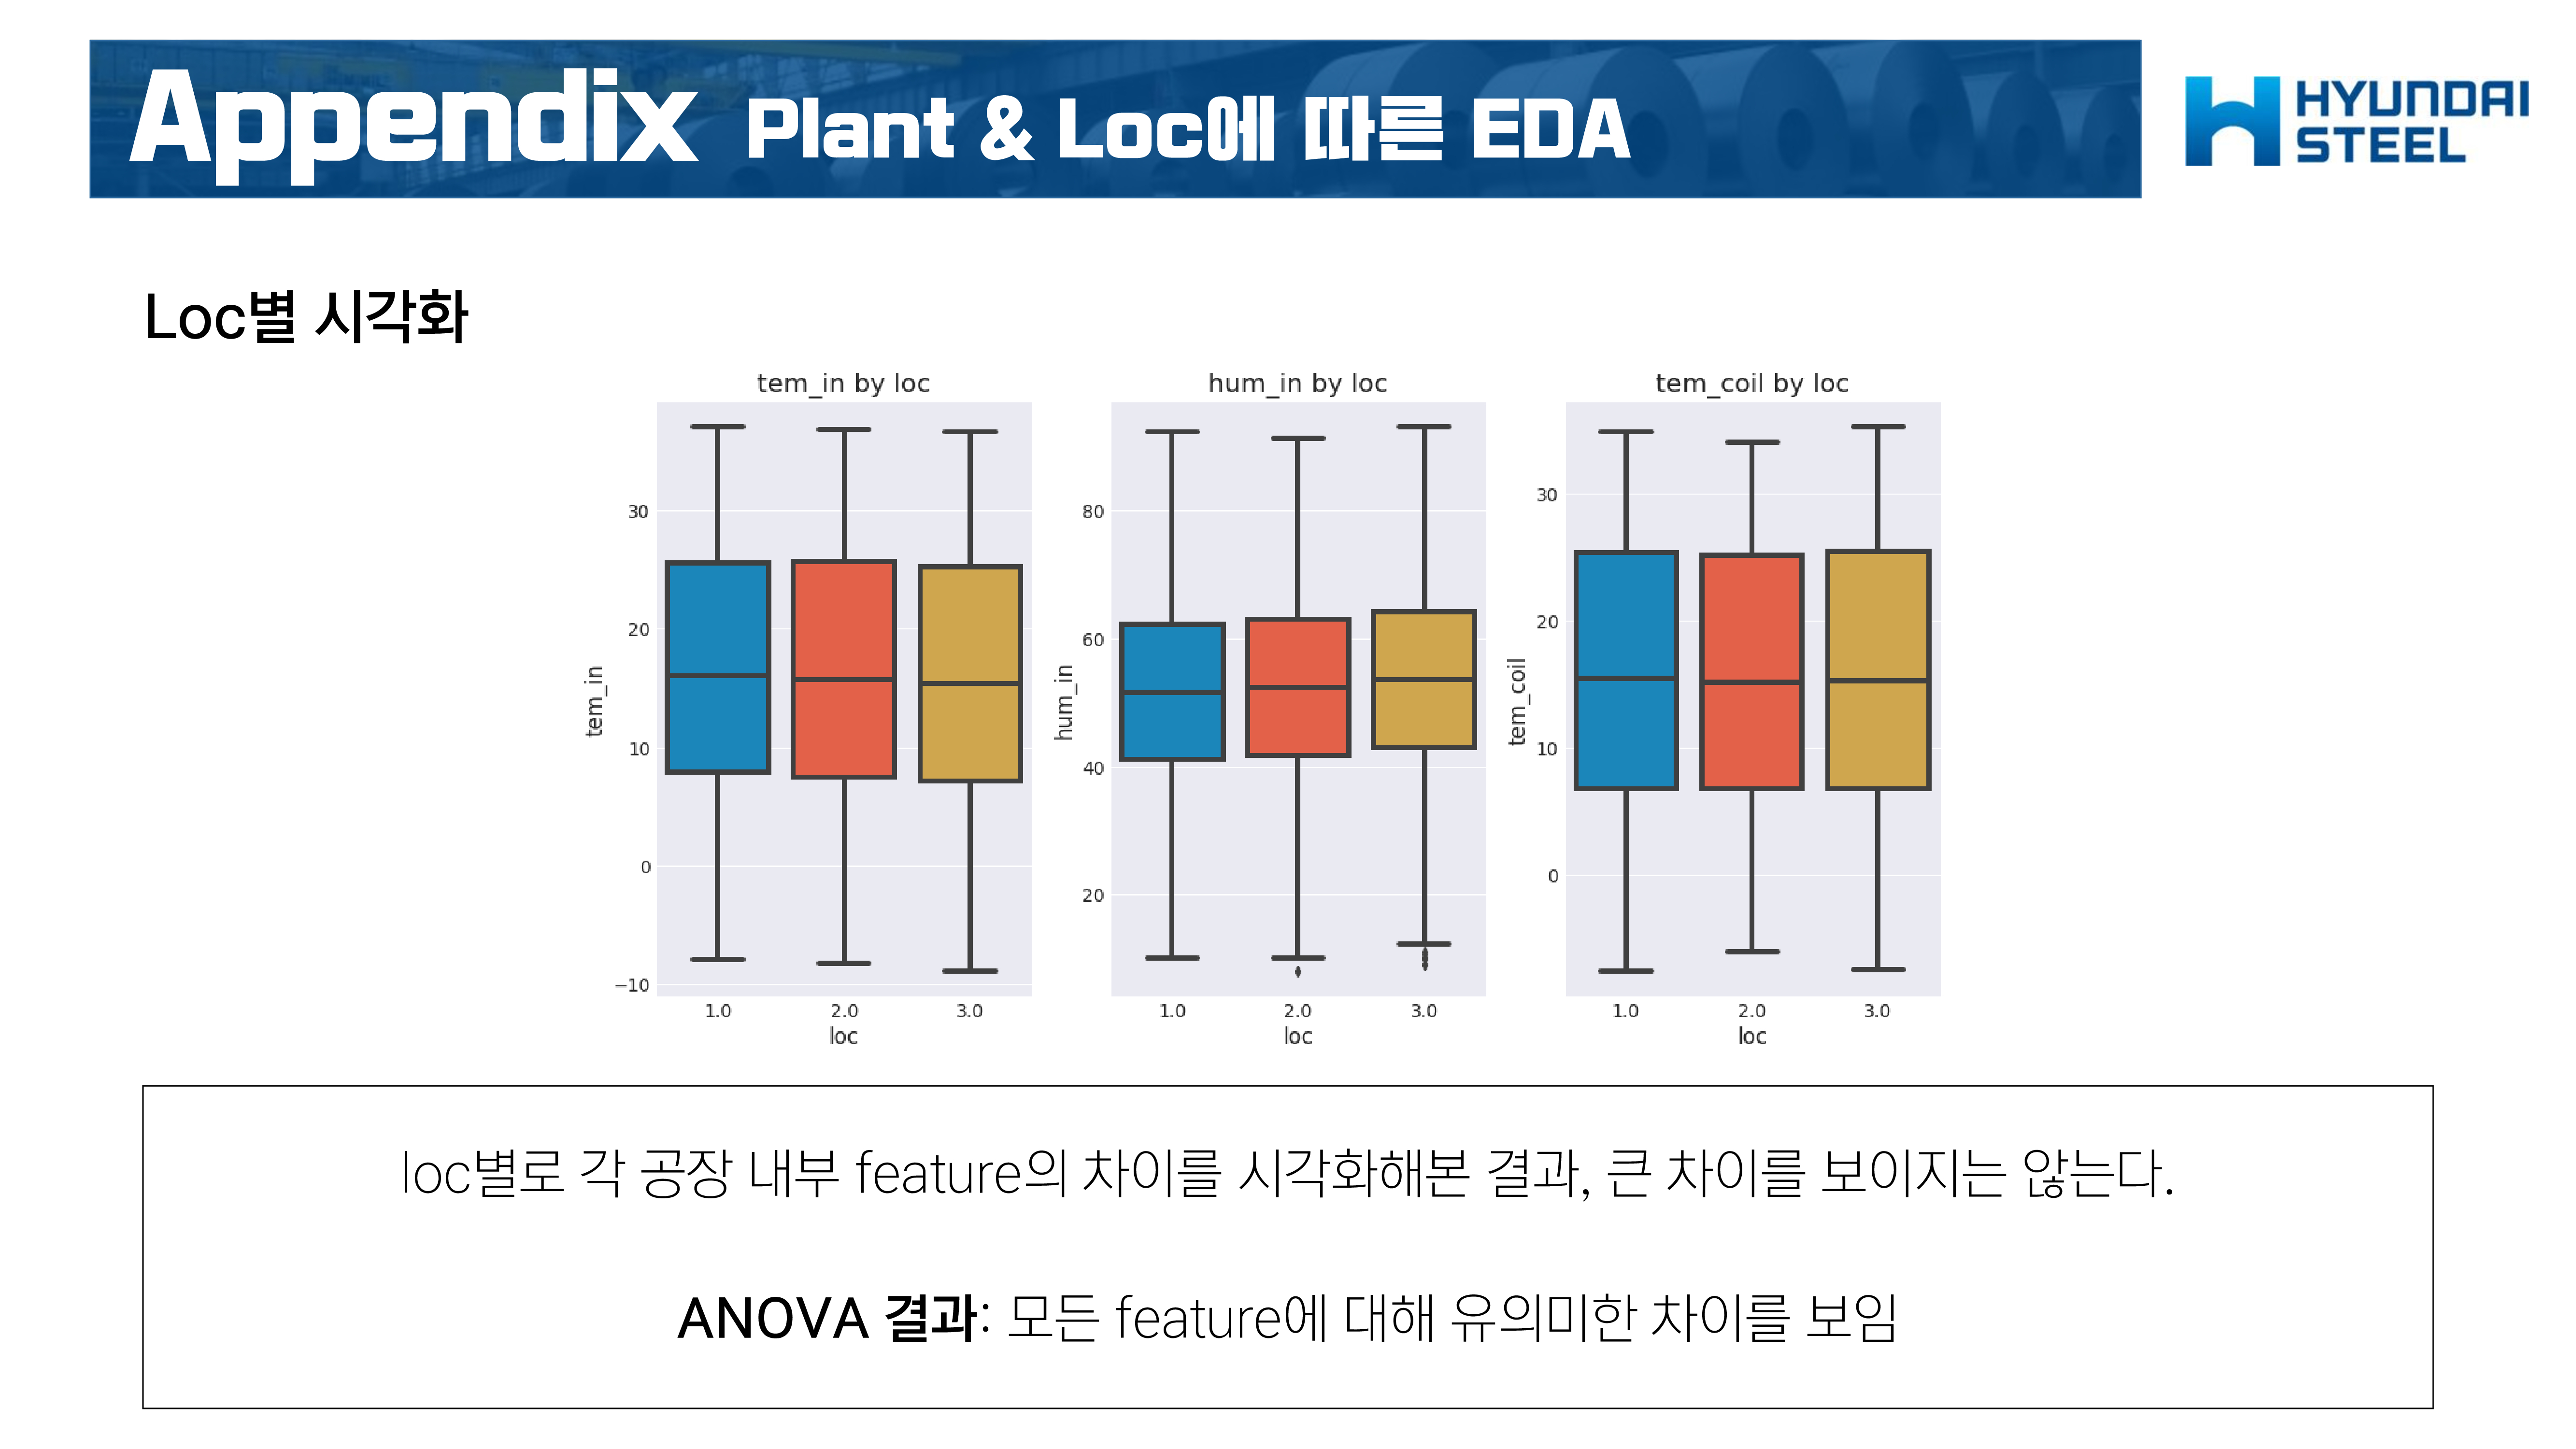 Appendix Plant & Loc에 따른 EDA
HYUNDAI
STEEL
Loc별 시각화
tem_in by loc
hum_in by loc
tem_coil by loc
tem_in
30
20
10
0
−10
1.0 2.0 3.0
loc
hum_in
80
60
40
20
1.0 2.0 3.0
loc
tem_coil
30
20
10
0
1.0 2.0 3.0
loc
loc별로 각 공장 내부 feature의 차이를 시각화해본 결과, 큰 차이를 보이지는 않는다.
ANOVA 결과: 모든 feature에 대해 유의미한 차이를 보임